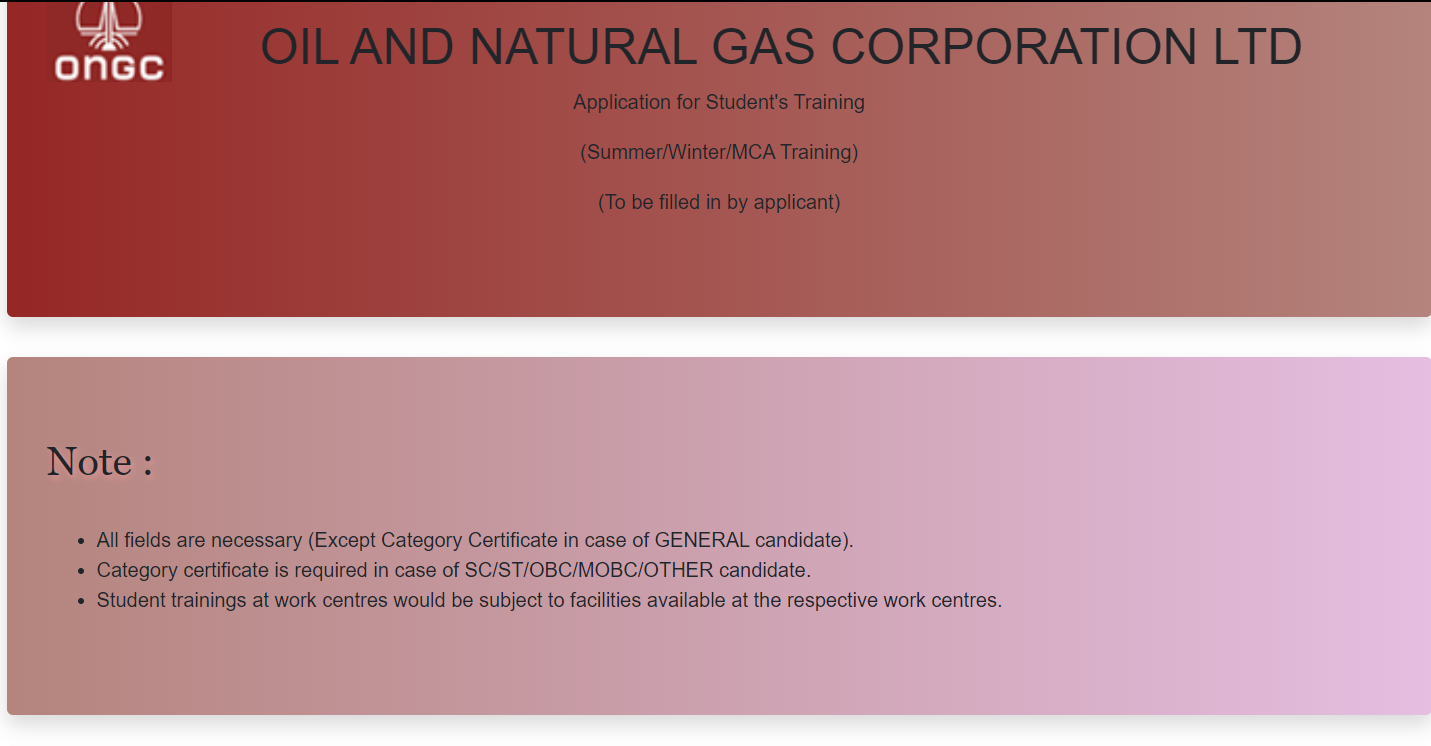 ONGC
OIL AND NATURAL GAS CORPORATION LTD
Application for Student's Training
(Summer/Winter/MCA Training)
(To be filled in by applicant)
Note :
• All fields are necessary (Except Category Certificate in case of GENERAL candidate).
• Category certificate is required in case of SC/ST/OBC/MOBC/OTHER candidate.
• Student trainings at work centres would be subject to facilities available at the respective work centres.